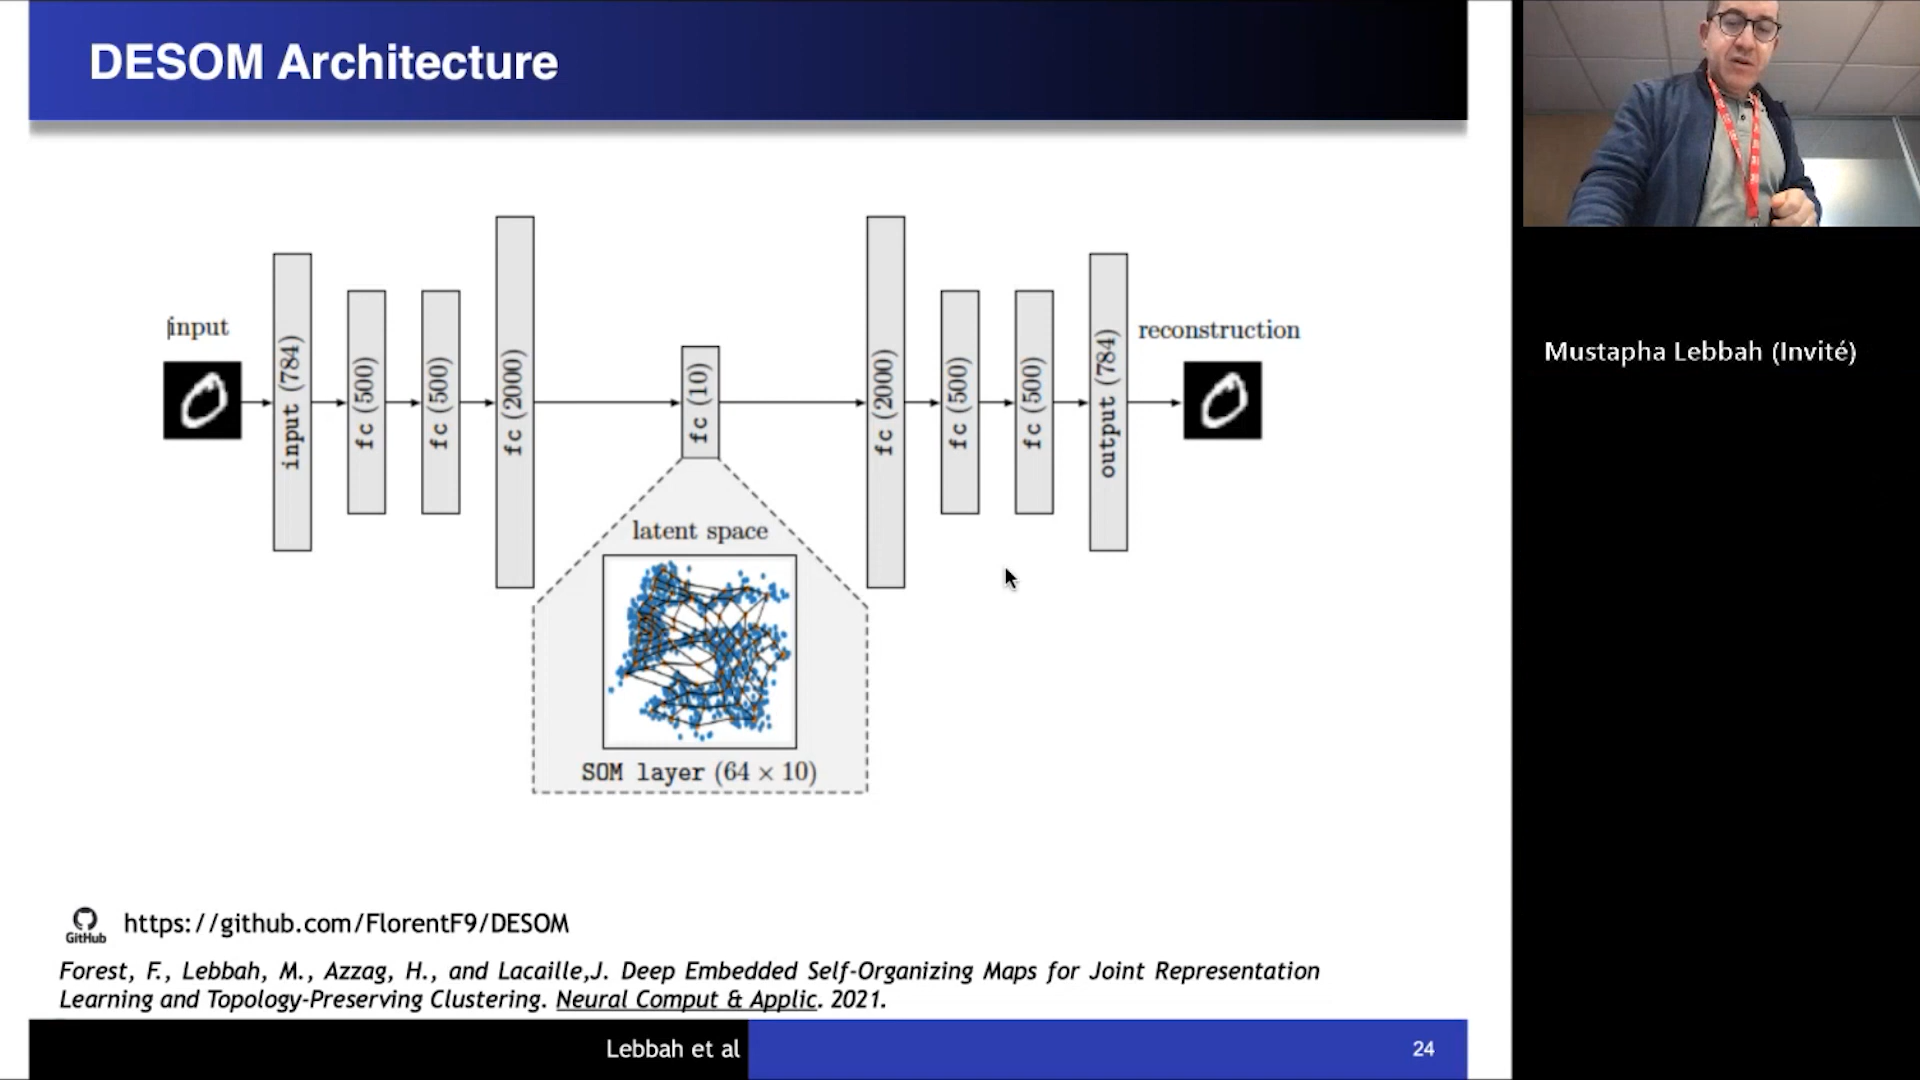 DESOM Architecture
input
input (784)
fc (500)
fc (500)
fc (2000)
fc (10)
fc (2000)
fc (500)
fc (500)
output (784)
reconstruction
latent space
SOM layer (64 × 10)
GitHub
https://github.com/FlorentF9/DESOM
Forest, F., Lebbah, M., Azzag, H., and Lacaille,J. Deep Embedded Self-Organizing Maps for Joint Representation
Learning and Topology-Preserving Clustering. Neural Comput & Applic. 2021.
Lebbah et al
24
Mustapha Lebbah (Invité)